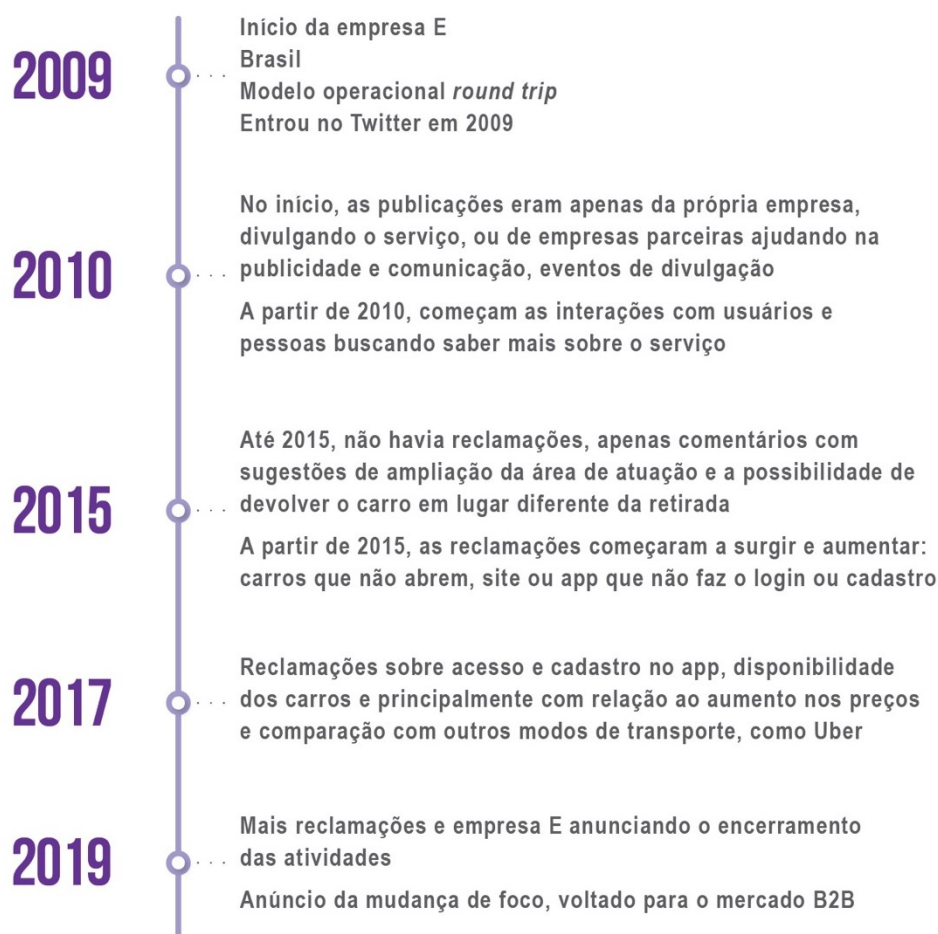 2009
Início da empresa E
Brasil
Modelo operacional round trip
Entrou no Twitter em 2009
2010
No início, as publicações eram apenas da própria empresa,
divulgando o serviço, ou de empresas parceiras ajudando na
publicidade e comunicação, eventos de divulgação
A partir de 2010, começam as interações com usuários e
pessoas buscando saber mais sobre o serviço
2015
Até 2015, não havia reclamações, apenas comentários com
sugestões de ampliação da área de atuação e a possibilidade de
devolver o carro em lugar diferente da retirada
A partir de 2015, as reclamações começaram a surgir e aumentar:
carros que não abrem, site ou app que não faz o login ou cadastro
2017
Reclamações sobre acesso e cadastro no app, disponibilidade
dos carros e principalmente com relação ao aumento nos preços
e comparação com outros modos de transporte, como Uber
2019
Mais reclamações e empresa E anunciando o encerramento
das atividades
Anúncio da mudança de foco, voltado para o mercado B2B